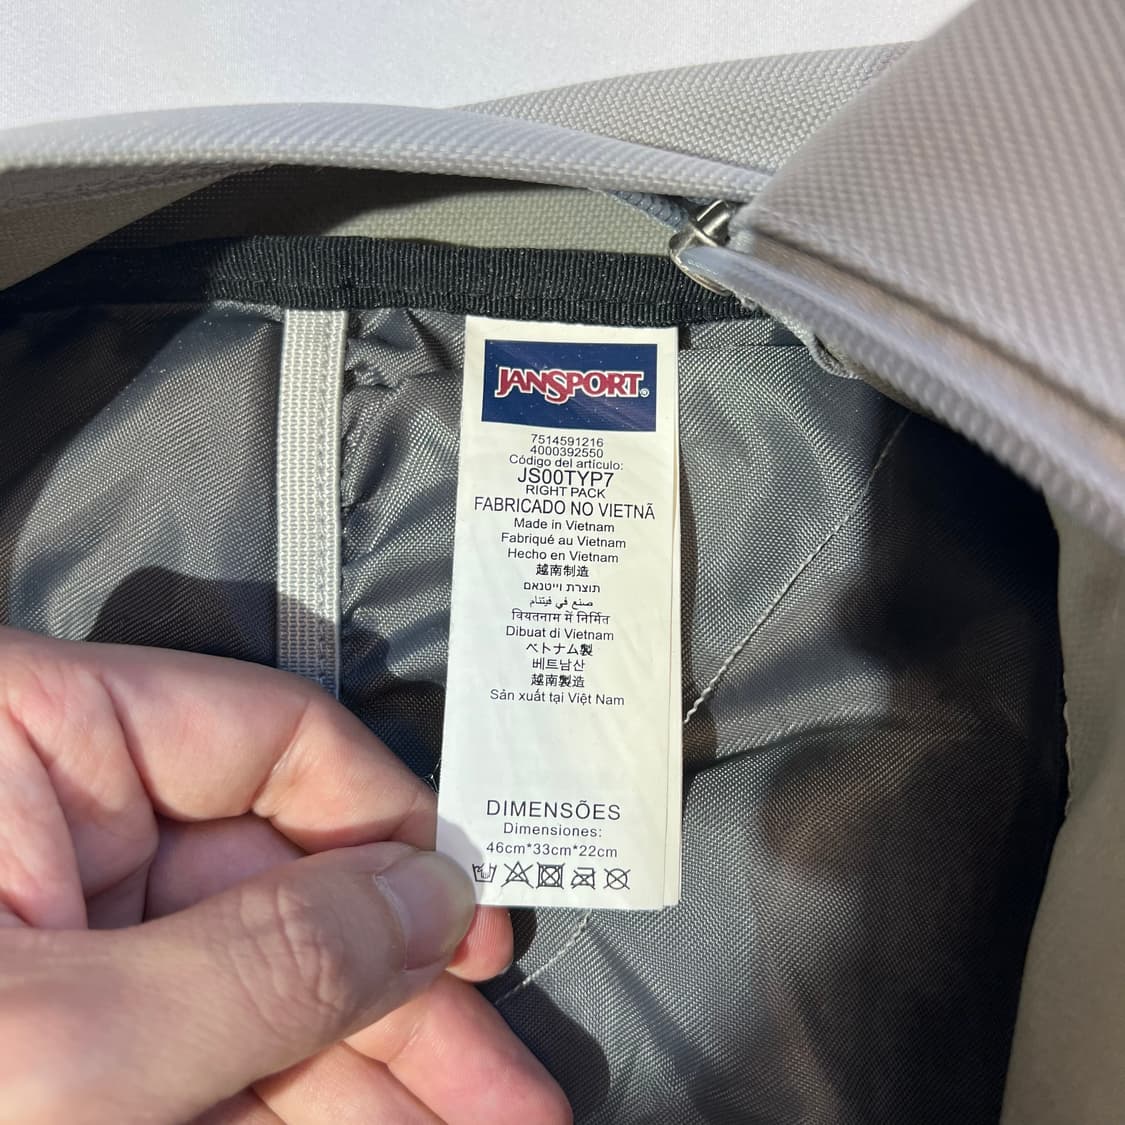 JANSPORT®
7514591216
4000392550
Código del artículo:
JS00TYP7
RIGHT PACK
FABRICADO NO VIETNÃ
Made in Vietnam
Fabriqué au Vietnam
Hecho en Vietnam
越南制造
תוצרת וייטנאם
صنع في فيتنام
वियतनाम में निर्मित
Dibuat di Vietnam
ベトナム製
베트남산
越南製造
Sản xuất tại Việt Nam
DIMENSÕES
Dimensiones:
46cm*33cm*22cm